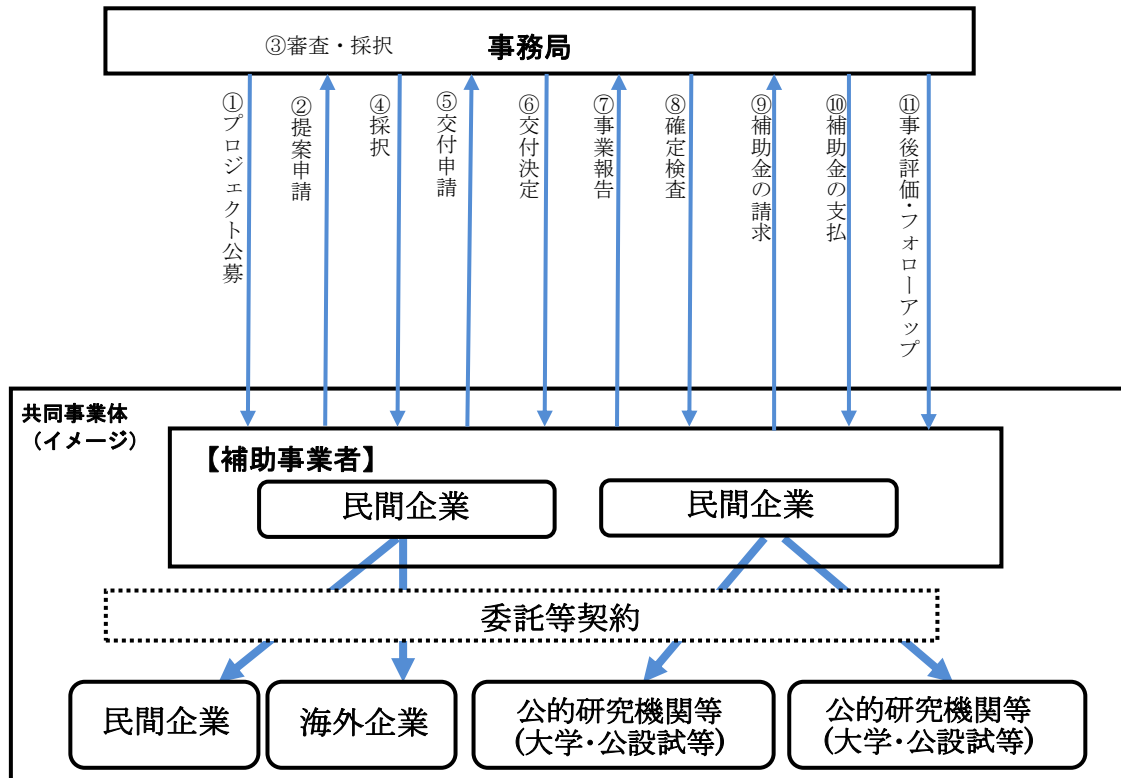 ③審査・採択
事務局
①プロジェクト公募
②提案申請
④採択
⑤交付申請
⑥交付決定
⑦事業報告
⑧確定検査
⑨補助金の請求
⑩補助金の支払
⑪事後評価・フォローアップ
共同事業体
（イメージ）
【補助事業者】
民間企業
民間企業
委託等契約
民間企業
海外企業
公的研究機関等
(大学・公設試等)
公的研究機関等
(大学・公設試等)